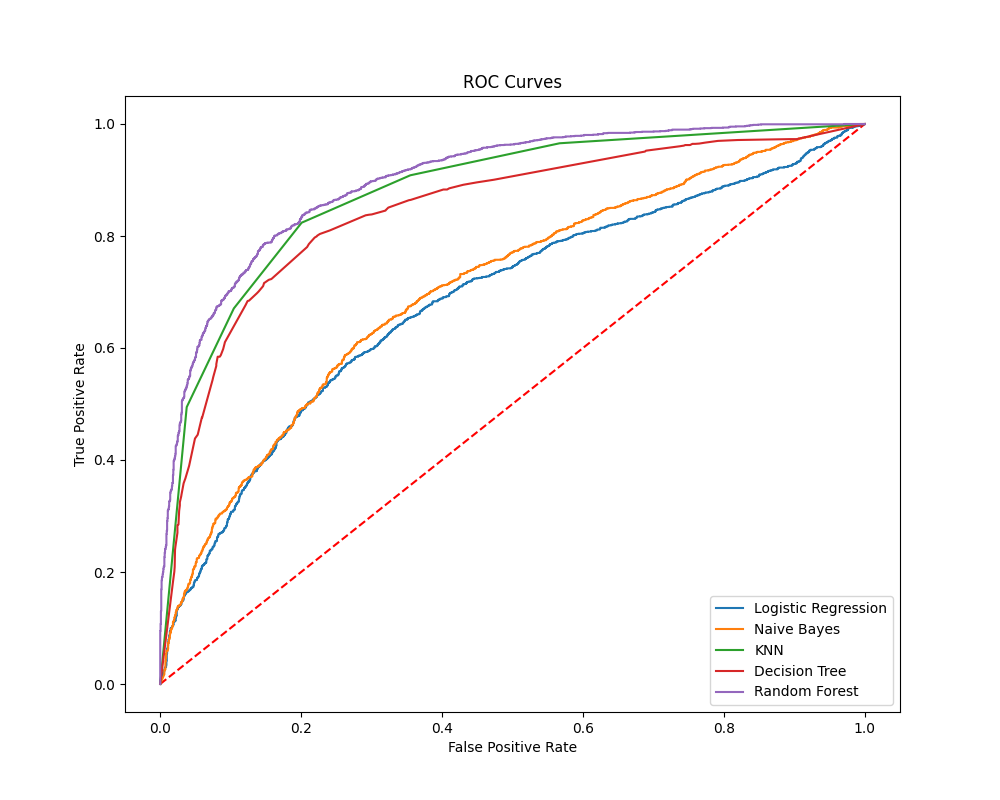 ROC Curves
True Positive Rate
1.0
0.8
0.6
0.4
0.2
0.0
0.0 0.2 0.4 0.6 0.8 1.0
False Positive Rate
Logistic Regression
Naive Bayes
KNN
Decision Tree
Random Forest